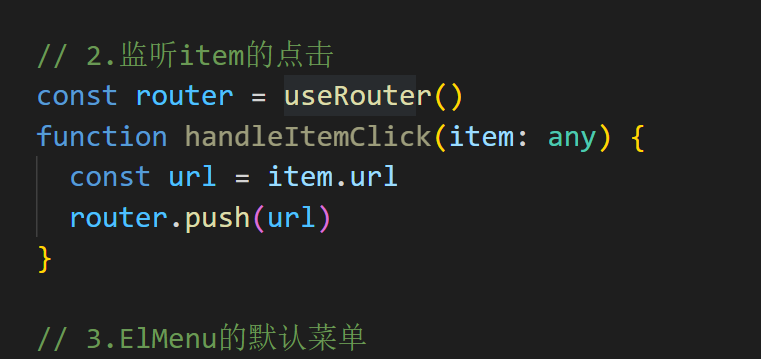 // 2.监听item的点击
const router = useRouter()
function handleItemClick(item: any) {
  const url = item.url
  router.push(url)
}
// 3.ElMenu的默认菜单